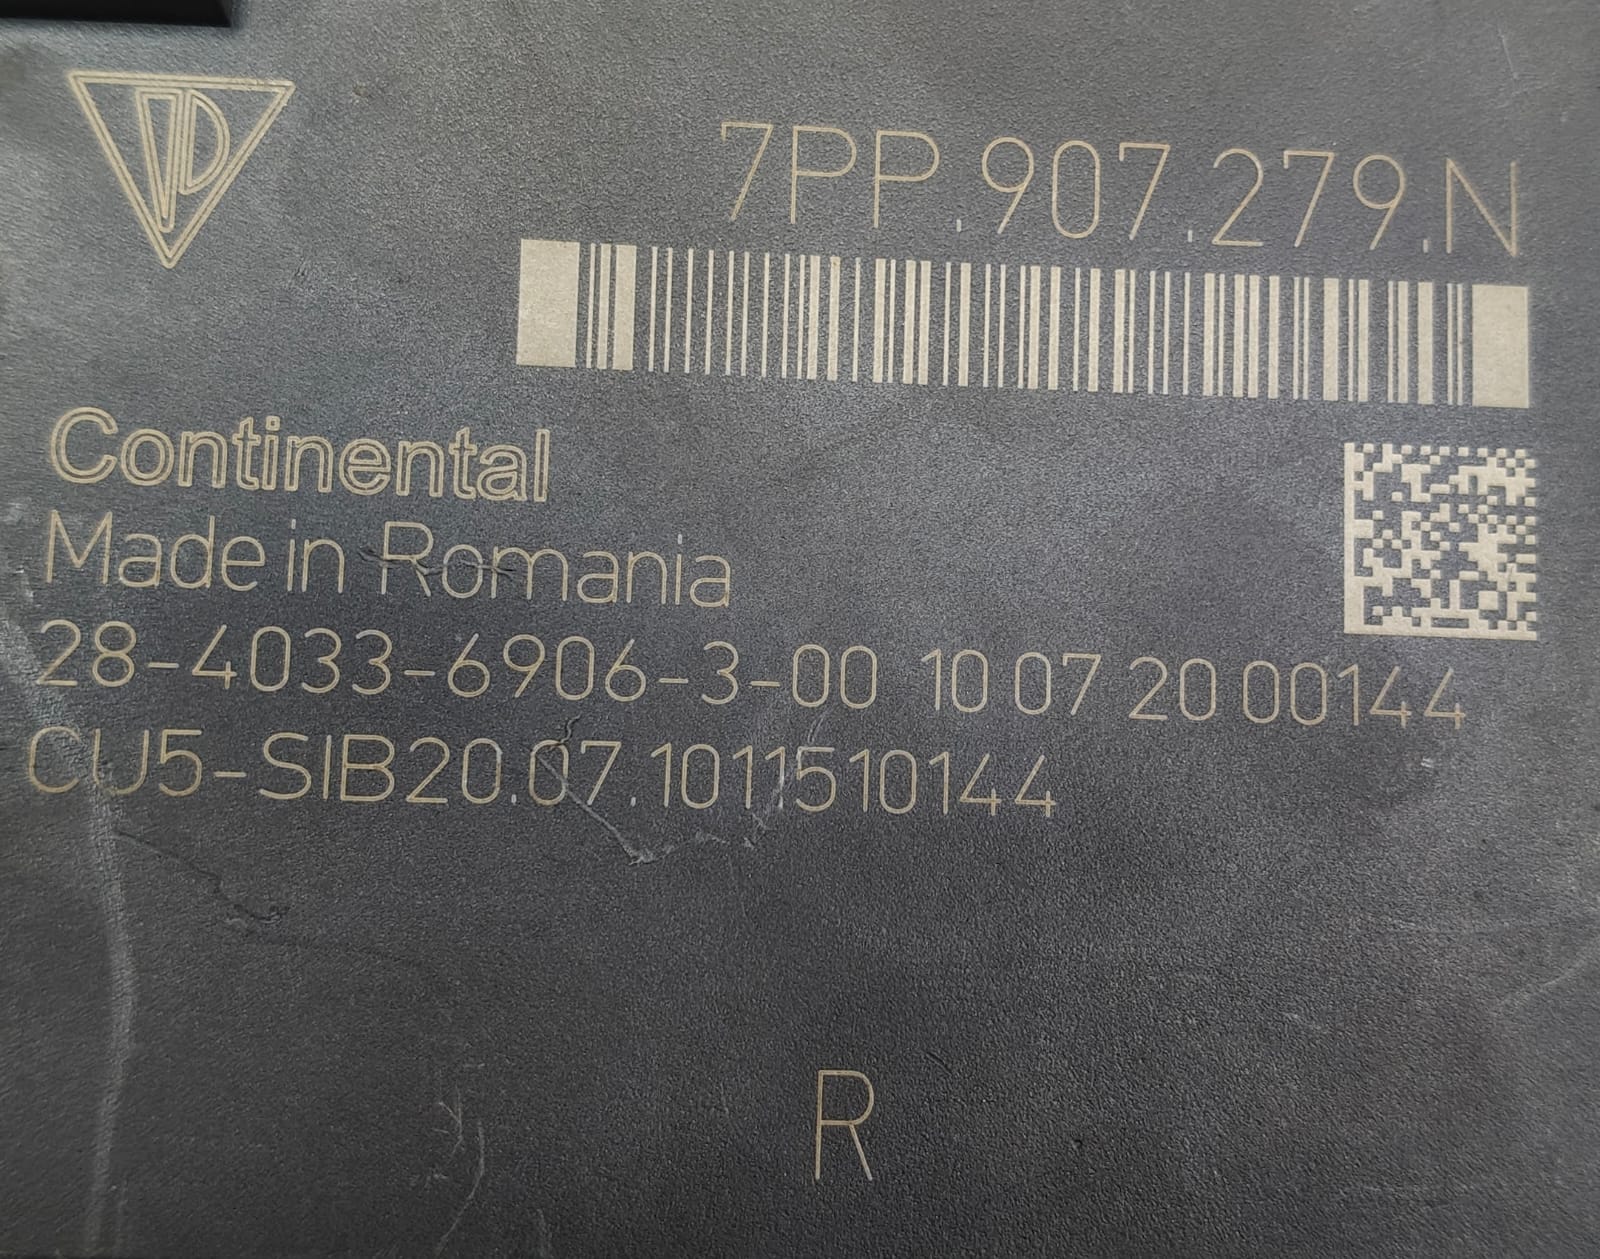 7PP.907.279.N
Continental
Made in Romania
28-4033-6906-3-00 10 07 20 00144
CU5-SIB20.07.1011510144
R